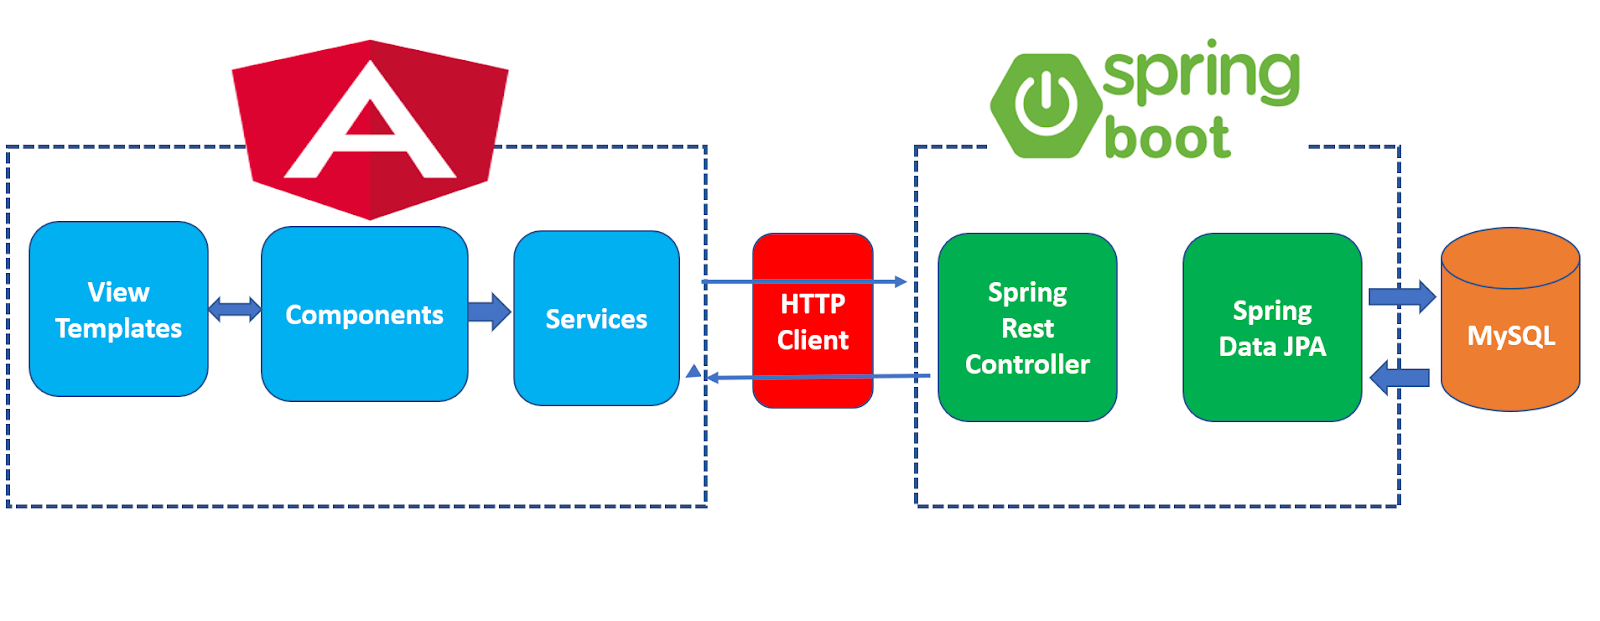 spring
boot
View
Templates
Components
Services
HTTP
Client
Spring
Rest
Controller
Spring
Data JPA
MySQL